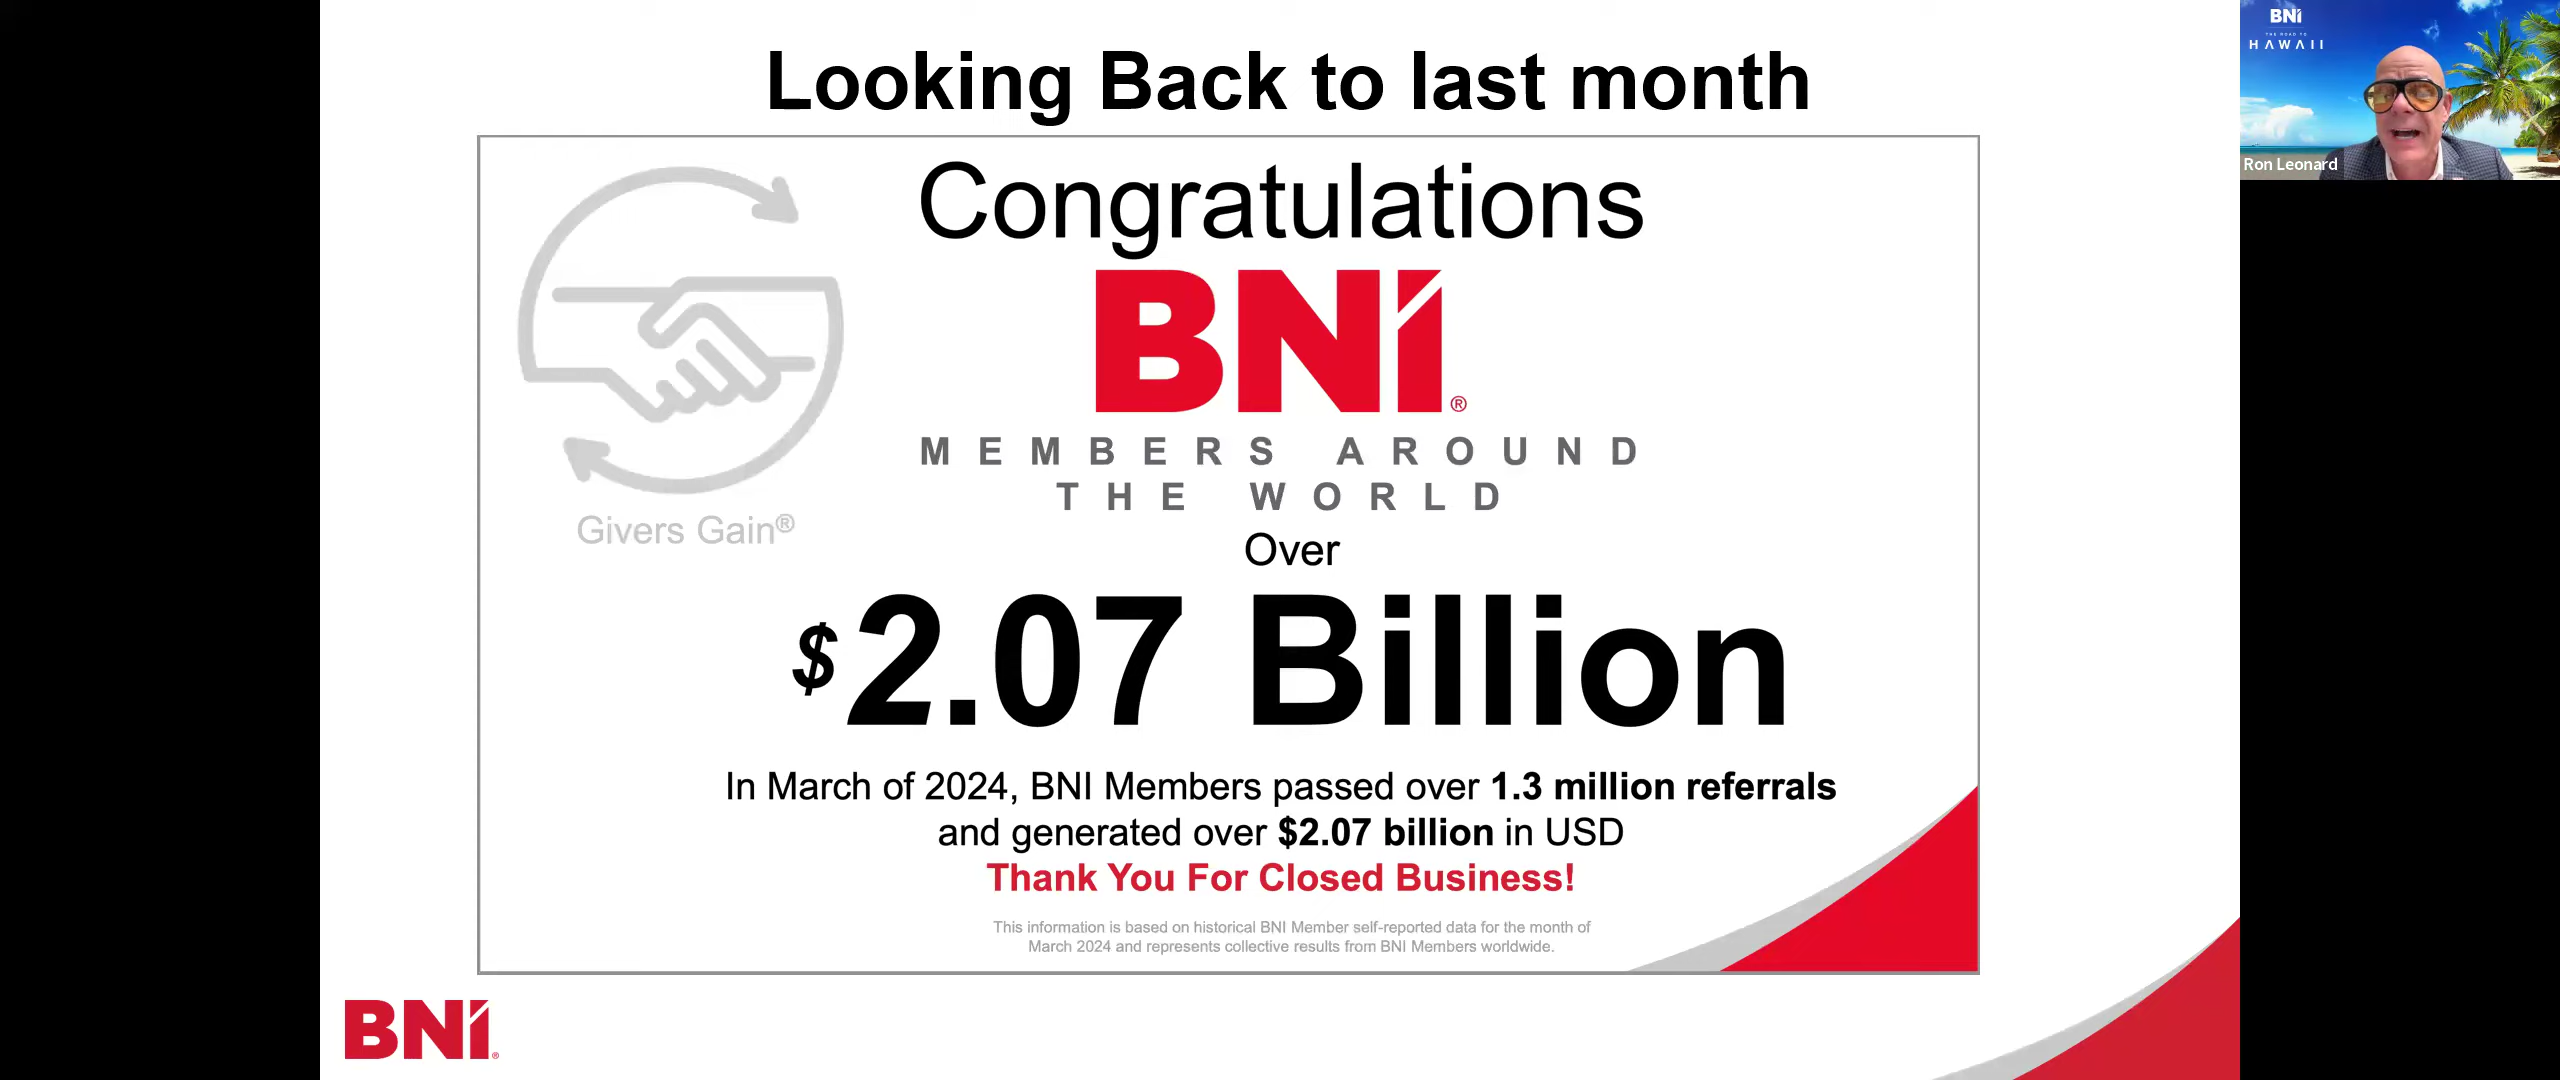 Looking Back to last month
Congratulations
BNI®
MEMBERS AROUND
THE WORLD
Givers Gain®
Over
$2.07 Billion
In March of 2024, BNI Members passed over 1.3 million referrals
and generated over $2.07 billion in USD
Thank You For Closed Business!
This information is based on historical BNI Member self-reported data for the month of
March 2024 and represents collective results from BNI Members worldwide.
BNI®
BNI
THE ROAD TO
HAWAII
Ron Leonard